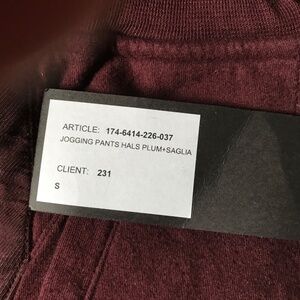 ARTICLE: 174-6414-226-037
JOGGING PANTS HALS PLUM+SAGLIA
CLIENT: 231
S